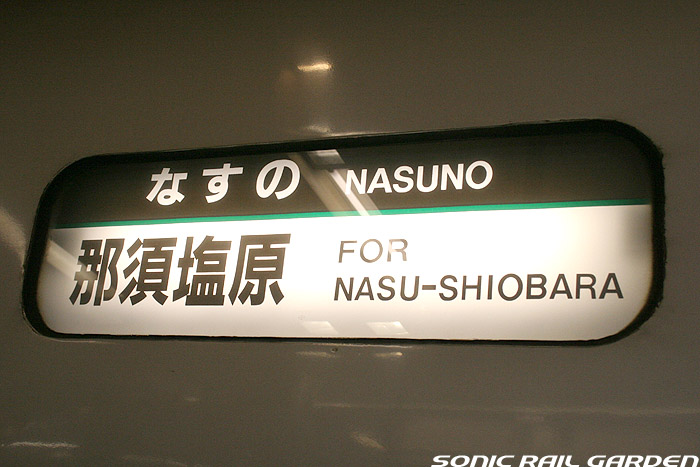 なすの NASUNO
那須塩原 FOR
NASU-SHIOBARA
SONIC RAIL GARDEN